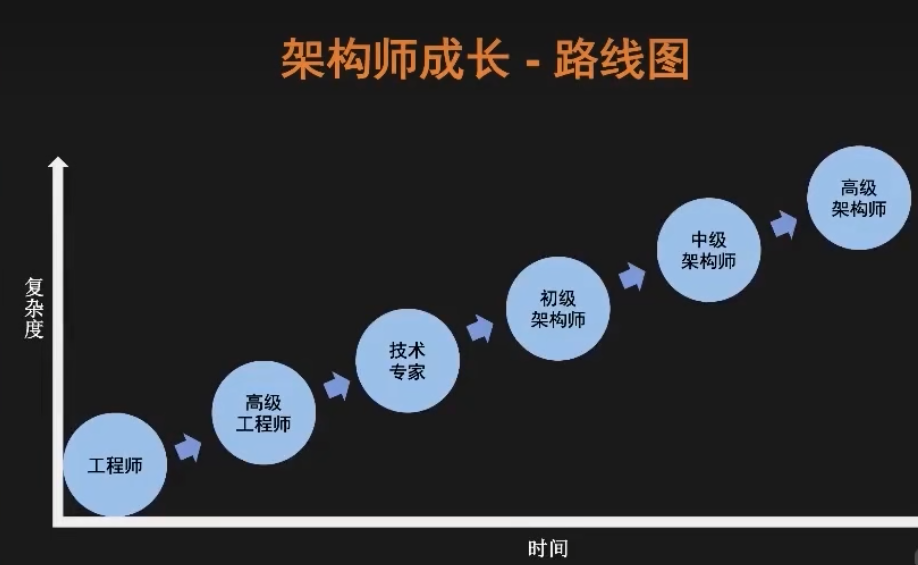 架构师成长 - 路线图
复杂度
工程师
高级
工程师
技术
专家
初级
架构师
中级
架构师
高级
架构师
时间